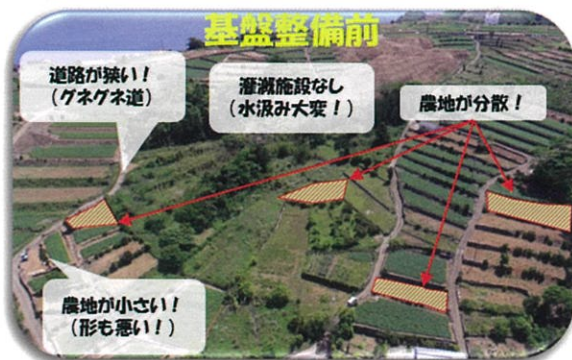 基盤整備前
道路が狭い！
（グネグネ道）
灌漑施設なし
（水汲み大変！）
農地が分散！
農地が小さい！
（形も悪い！）